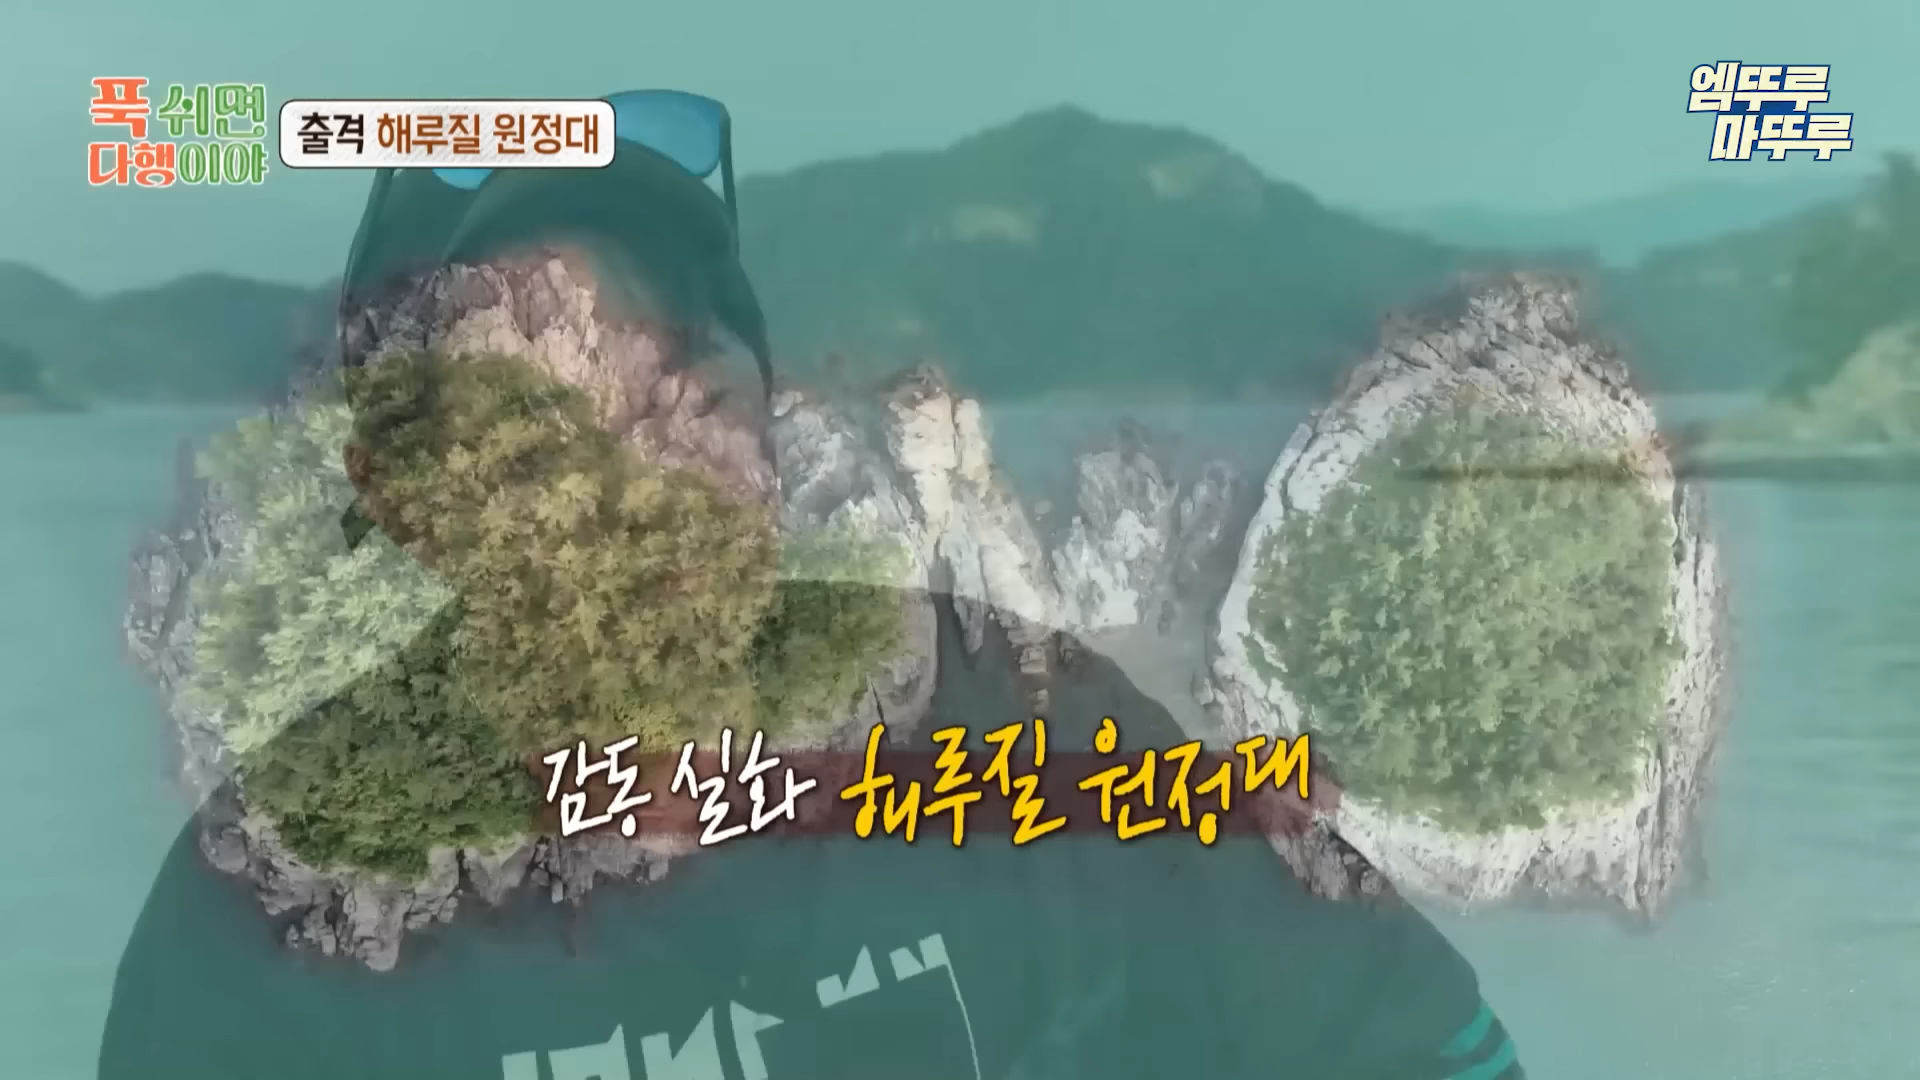 푹 쉬면
다행이야
출격 해루질 원정대
엠뚜루
마뚜루
감동 실화 해루질 원정대